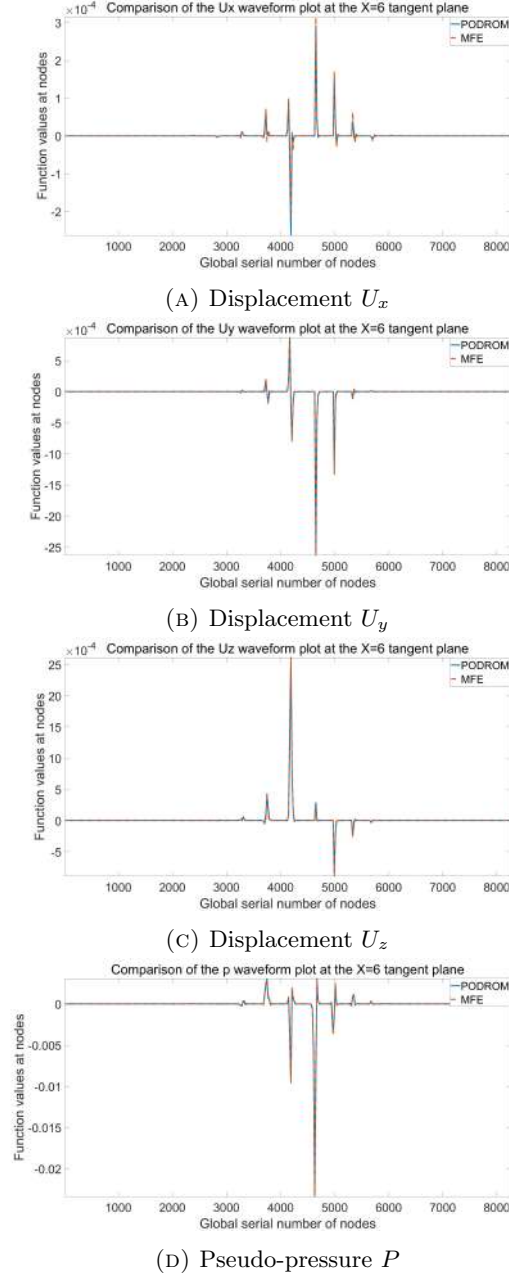 Comparison of the Ux waveform plot at the X=6 tangent plane
×10⁻⁴
PODROM
MFE
3
2
1
0
-1
-2
Function values at nodes
1000 2000 3000 4000 5000 6000 7000 8000
Global serial number of nodes
(A) Displacement Uₓ
Comparison of the Uy waveform plot at the X=6 tangent plane
×10⁻⁴
PODROM
MFE
5
0
-5
-10
-15
-20
-25
Function values at nodes
1000 2000 3000 4000 5000 6000 7000 8000
Global serial number of nodes
(B) Displacement U_y
Comparison of the Uz waveform plot at the X=6 tangent plane
×10⁻⁴
PODROM
MFE
25
20
15
10
5
0
-5
Function values at nodes
1000 2000 3000 4000 5000 6000 7000 8000
Global serial number of nodes
(C) Displacement U_z
Comparison of the p waveform plot at the X=6 tangent plane
PODROM
MFE
0
-0.005
-0.01
-0.015
-0.02
Function values at nodes
1000 2000 3000 4000 5000 6000 7000 8000
Global serial number of nodes
(D) Pseudo-pressure P